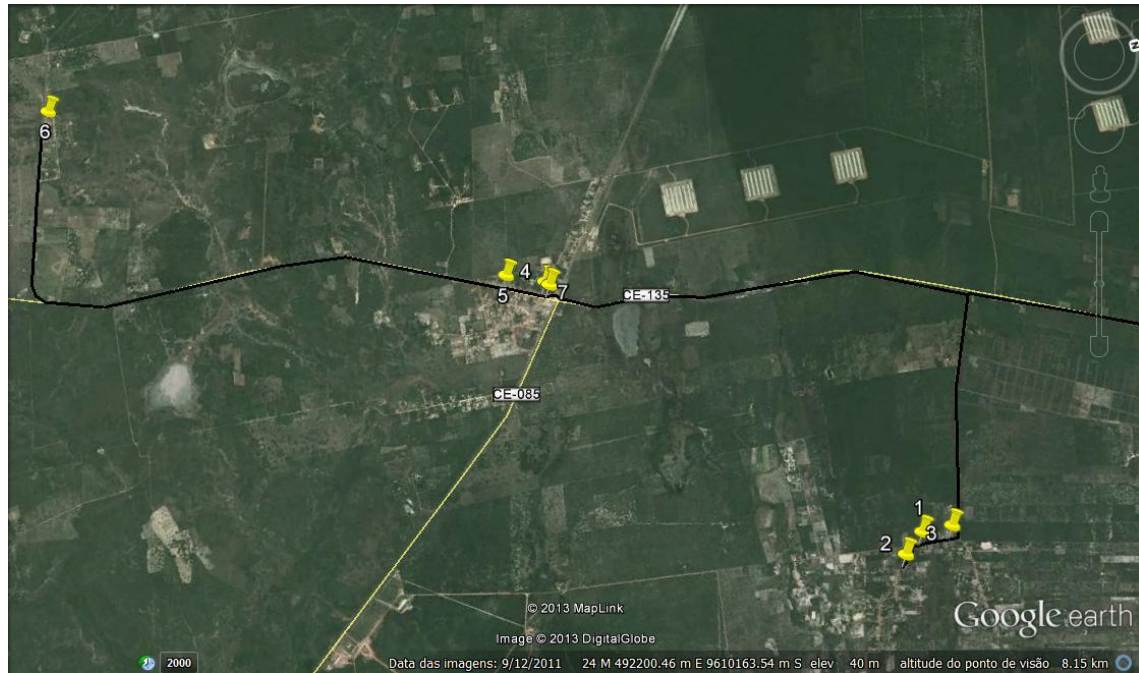 6
4
5
7
CE-135
CE-085
1
3
2
© 2013 MapLink
Image © 2013 DigitalGlobe
Google earth
2000
Data das imagens: 9/12/2011 24 M 492200.46 m E 9610163.54 m S elev 40 m altitude do ponto de visão 8.15 km